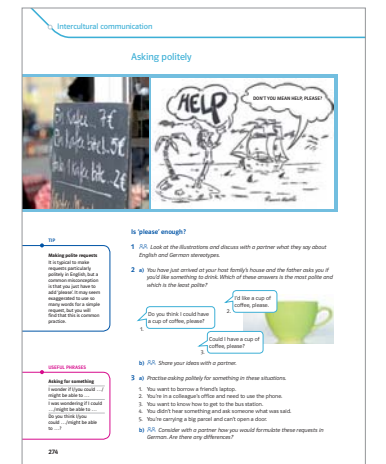 Intercultural communication
Asking politely
7€
5€
2€
HELP
DON'T YOU MEAN HELP, PLEASE?
Is 'please' enough?
1 Look at the illustrations and discuss with a partner what they say about
English and German stereotypes.
2 a) You have just arrived at your host family's house and the father asks you if
you'd like something to drink. Which of these answers is the most polite and
which is the least polite?
Do you think I could have
a cup of coffee, please?
1.
I'd like a cup of
coffee, please.
2.
Could I have a cup of
coffee, please?
3.
b) Share your ideas with a partner.
3 a) Practise asking politely for something in these situations.
1. You want to borrow a friend's laptop.
2. You're in a colleague's office and need to use the phone.
3. You want to know how to get to the bus station.
4. You didn't hear something and ask someone what was said.
5. You're carrying a big parcel and can't open a door.
b) Consider with a partner how you would formulate these requests in
German. Are there any differences?
TIP
Making polite requests
It is typical to make
requests particularly
politely in English, but a
common misconception
is that you just have to
add 'please'. It may seem
exaggerated to use so
many words for a simple
request, but you will
find that this is common
practice.
USEFUL PHRASES
Asking for something
I wonder if I/you could .../
might be able to ...
I was wondering if I could
.../might be able to ...
Do you think I/you
could .../might be able
to ...?
274